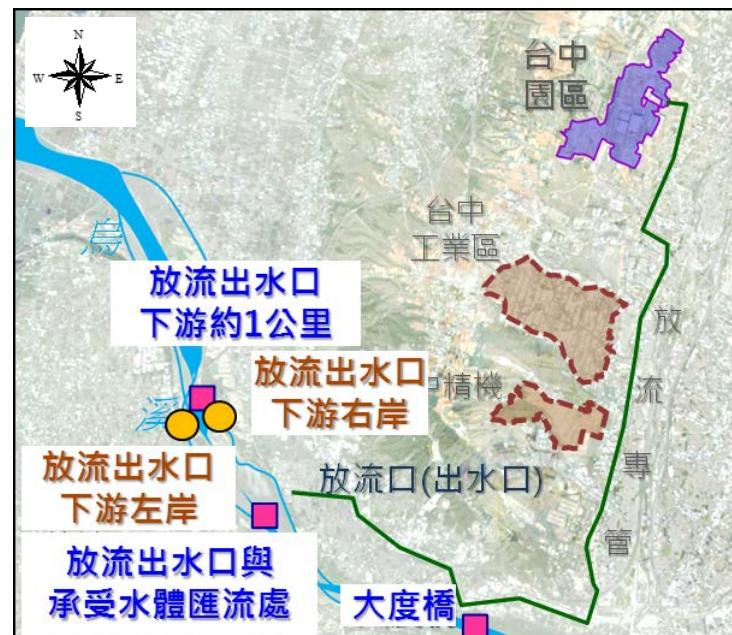 N
W E
S
台中
園區
台中
工業區
烏
放流出水口
下游約1公里
放
放流出水口
下游右岸
精機
流
溪
放流出水口
下游左岸
放流口(出水口)
專
管
放流出水口與
承受水體匯流處
大度橋